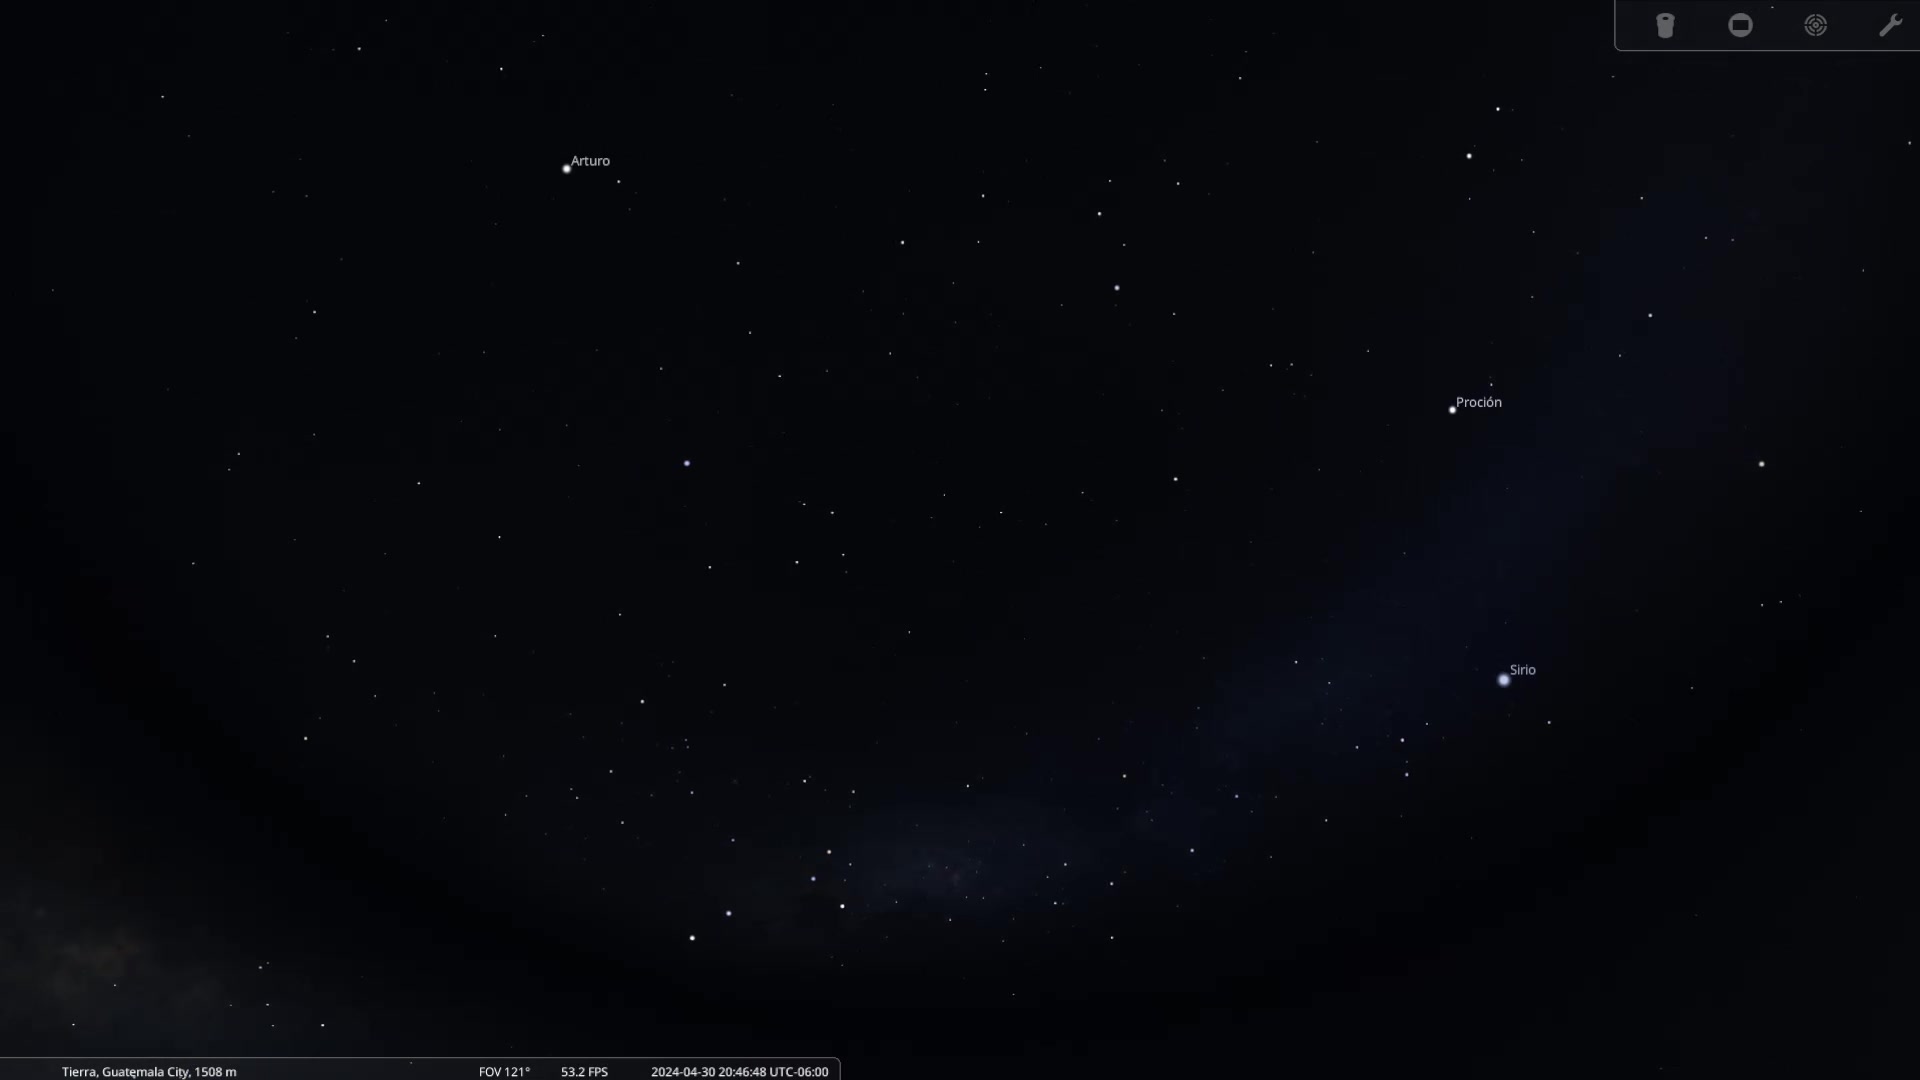 Arturo
Proción
Sirio
Tierra, Guatemala City, 1508 m FOV 121° 53.2 FPS 2024-04-30 20:46:48 UTC-06:00